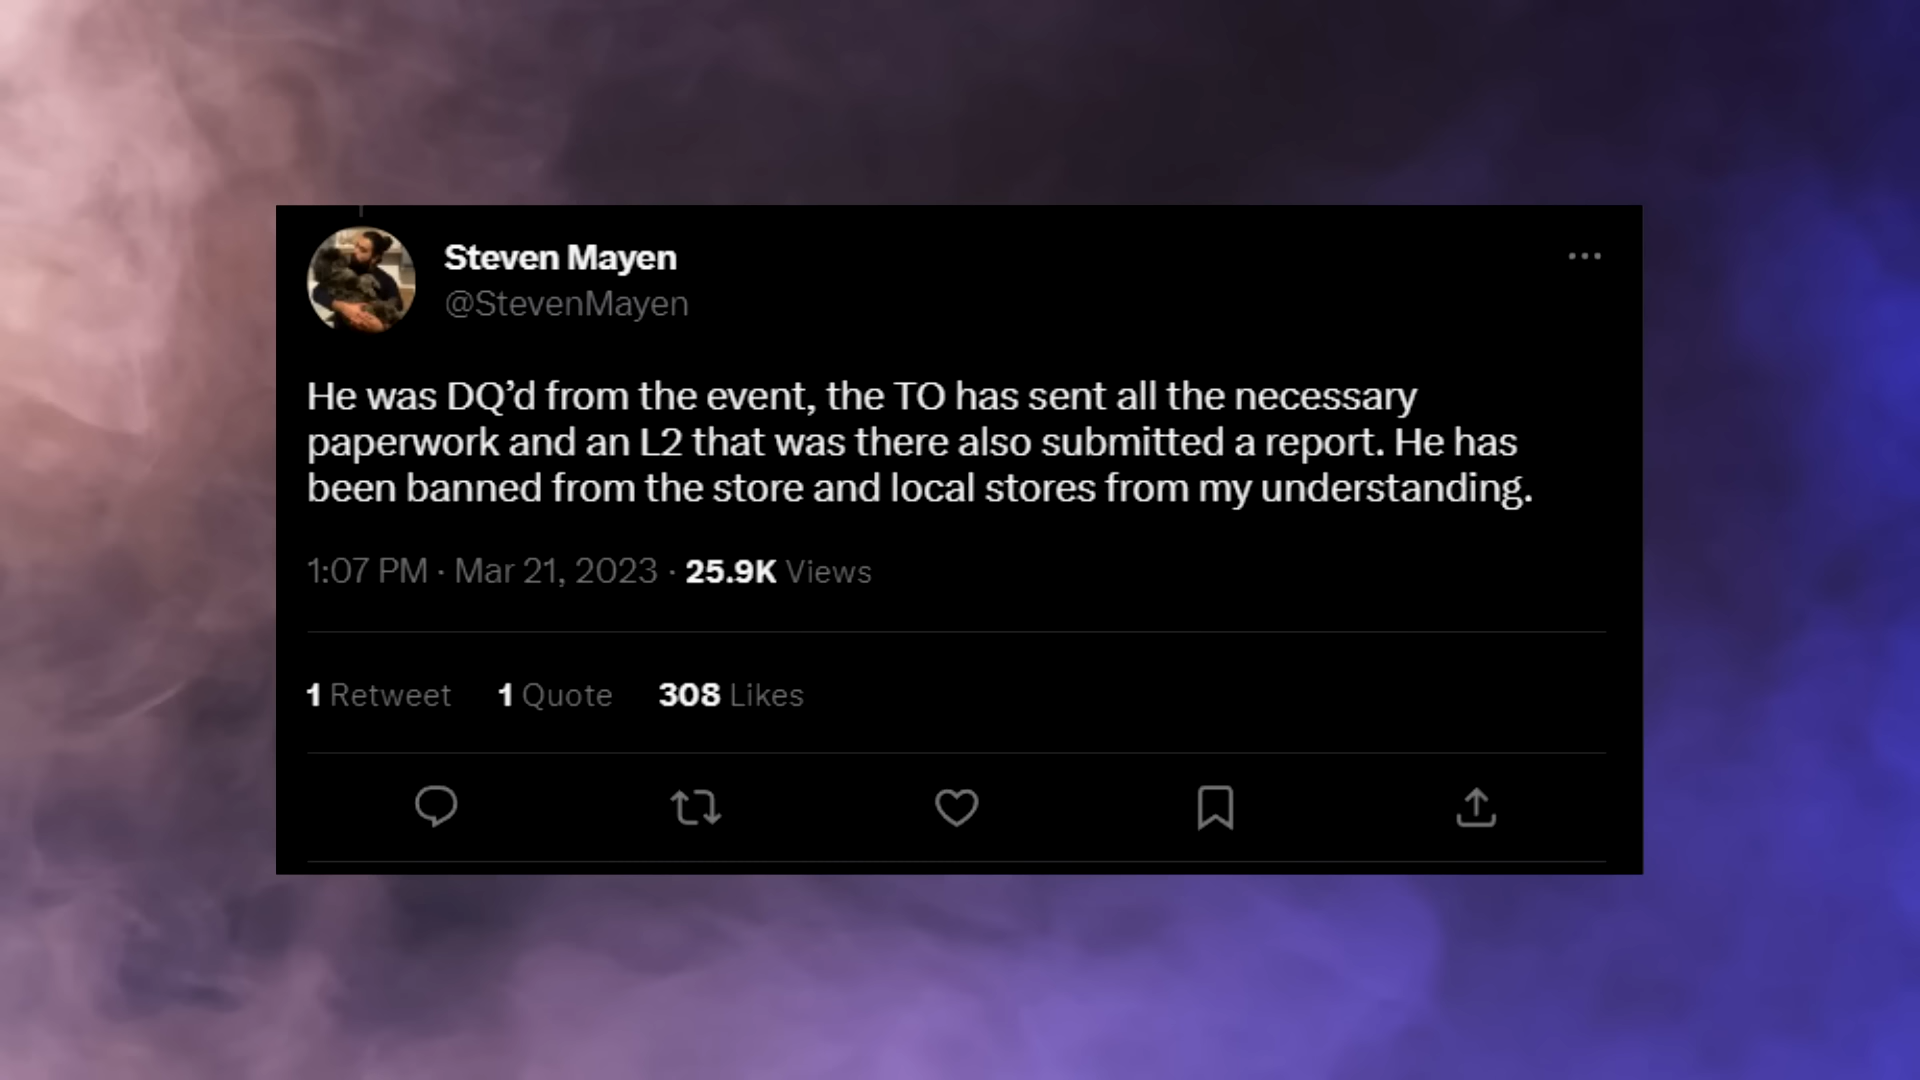 Steven Mayen
@StevenMayen
He was DQ’d from the event, the TO has sent all the necessary
paperwork and an L2 that was there also submitted a report. He has
been banned from the store and local stores from my understanding.
1:07 PM · Mar 21, 2023 · 25.9K Views
1 Retweet 1 Quote 308 Likes